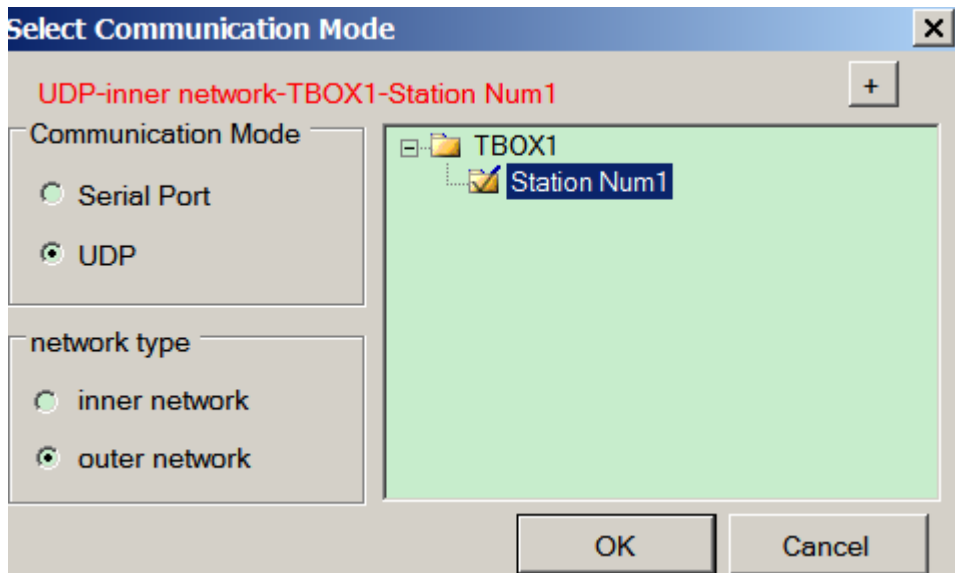 Select Communication Mode
UDP-inner network-TBOX1-Station Num1
+
Communication Mode
Serial Port
UDP
network type
inner network
outer network
TBOX1
Station Num1
OK
Cancel